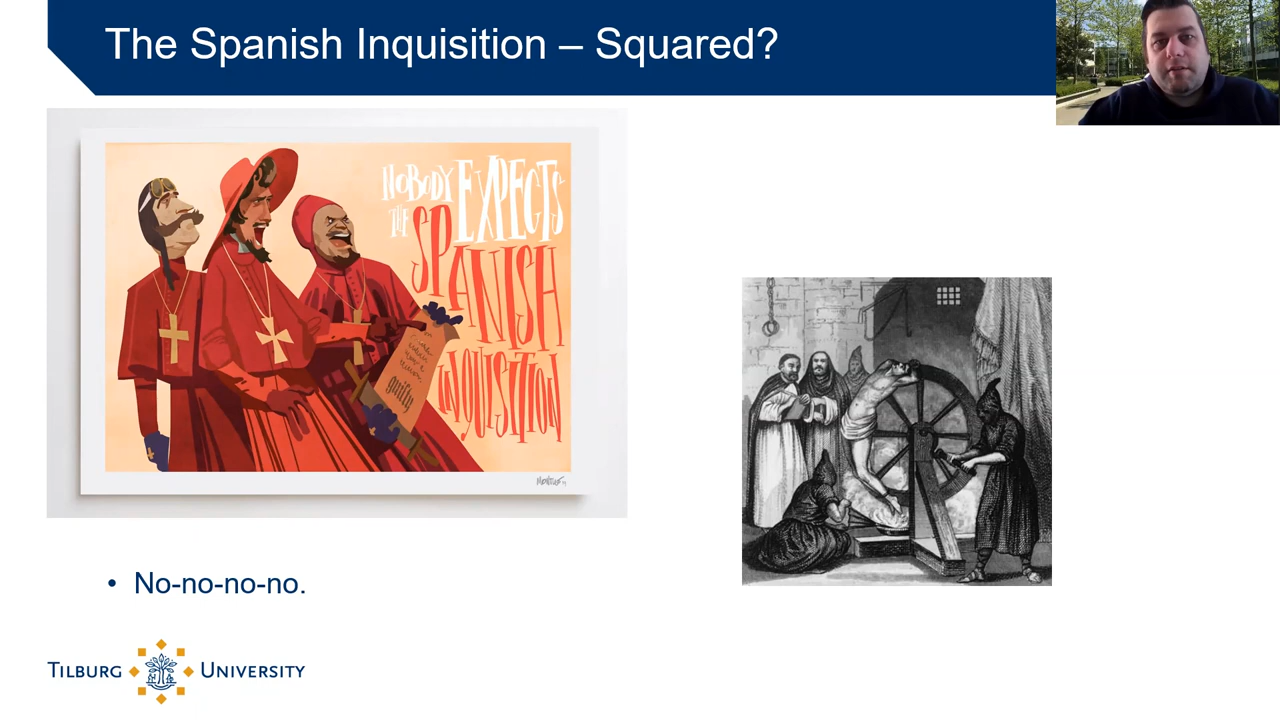 The Spanish Inquisition – Squared?
NOBODY EXPECTS
THE SPANISH
INQUISITION
guilty
• No-no-no-no.
TILBURG UNIVERSITY